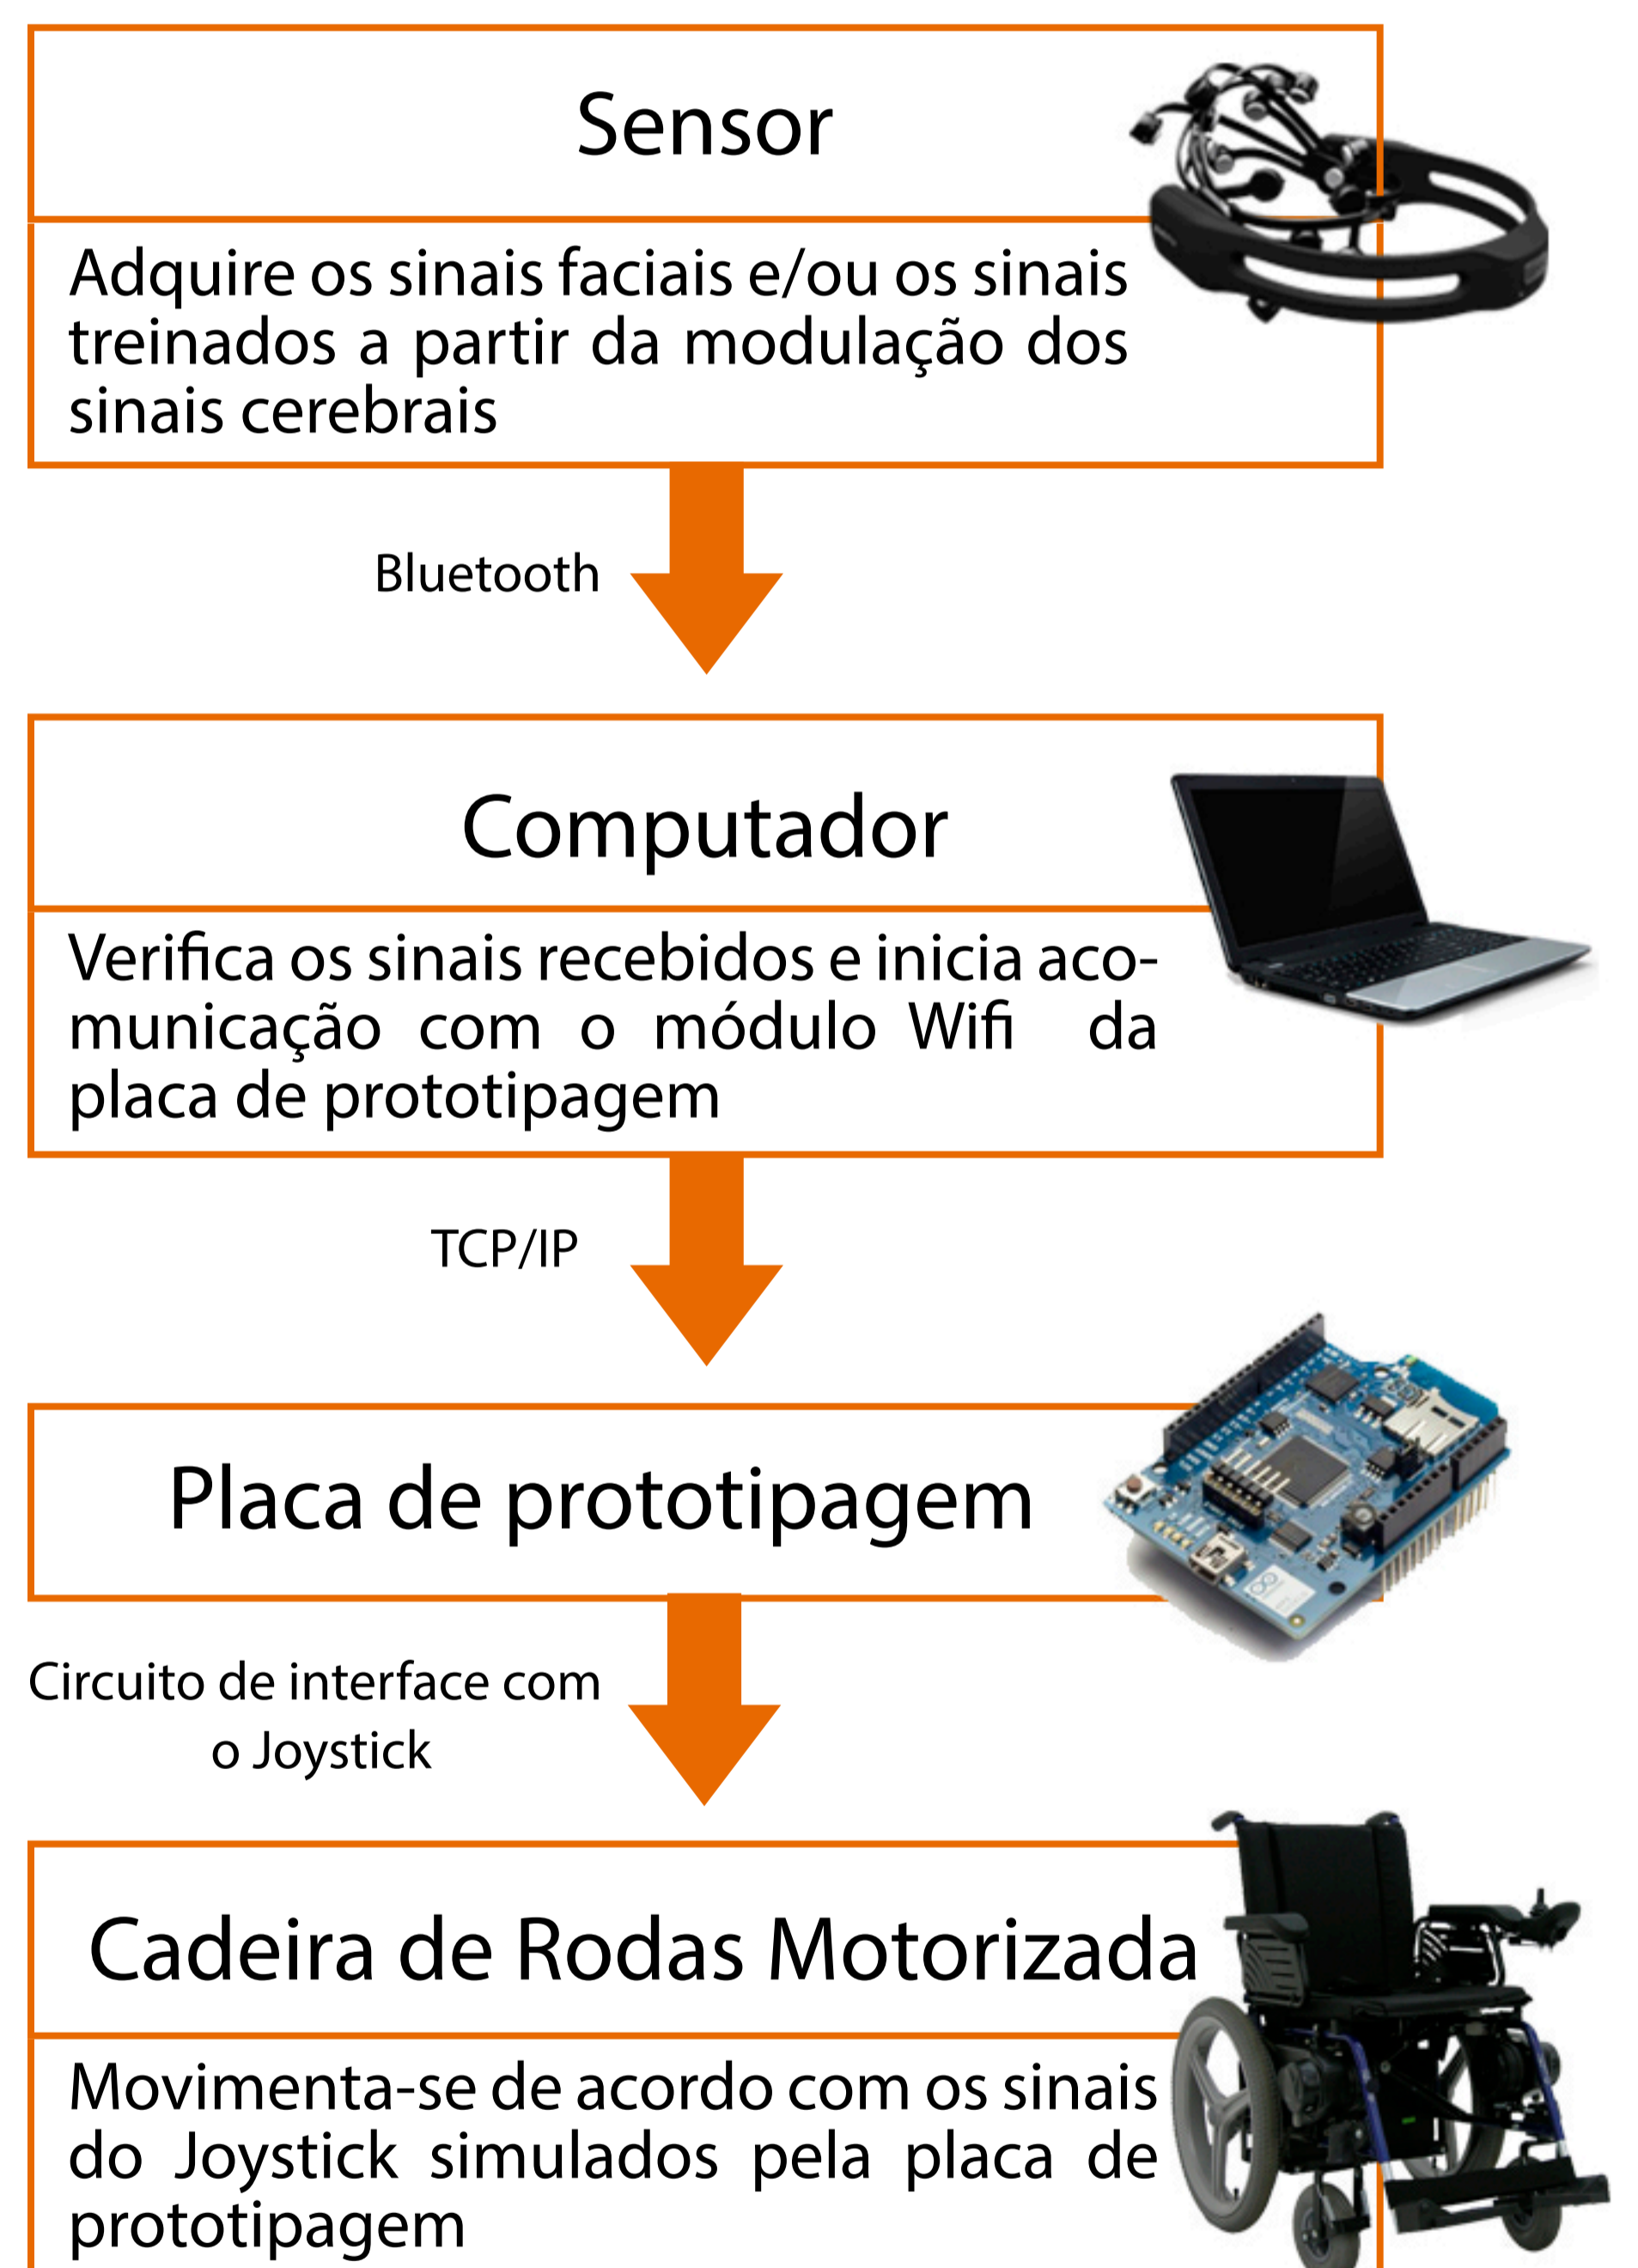 Sensor
Adquire os sinais faciais e/ou os sinais
treinados a partir da modulação dos
sinais cerebrais
Bluetooth
Computador
Verifica os sinais recebidos e inicia aco-
municação com o módulo Wifi da
placa de prototipagem
TCP/IP
Placa de prototipagem
Circuito de interface com
o Joystick
Cadeira de Rodas Motorizada
Movimenta-se de acordo com os sinais
do Joystick simulados pela placa de
prototipagem